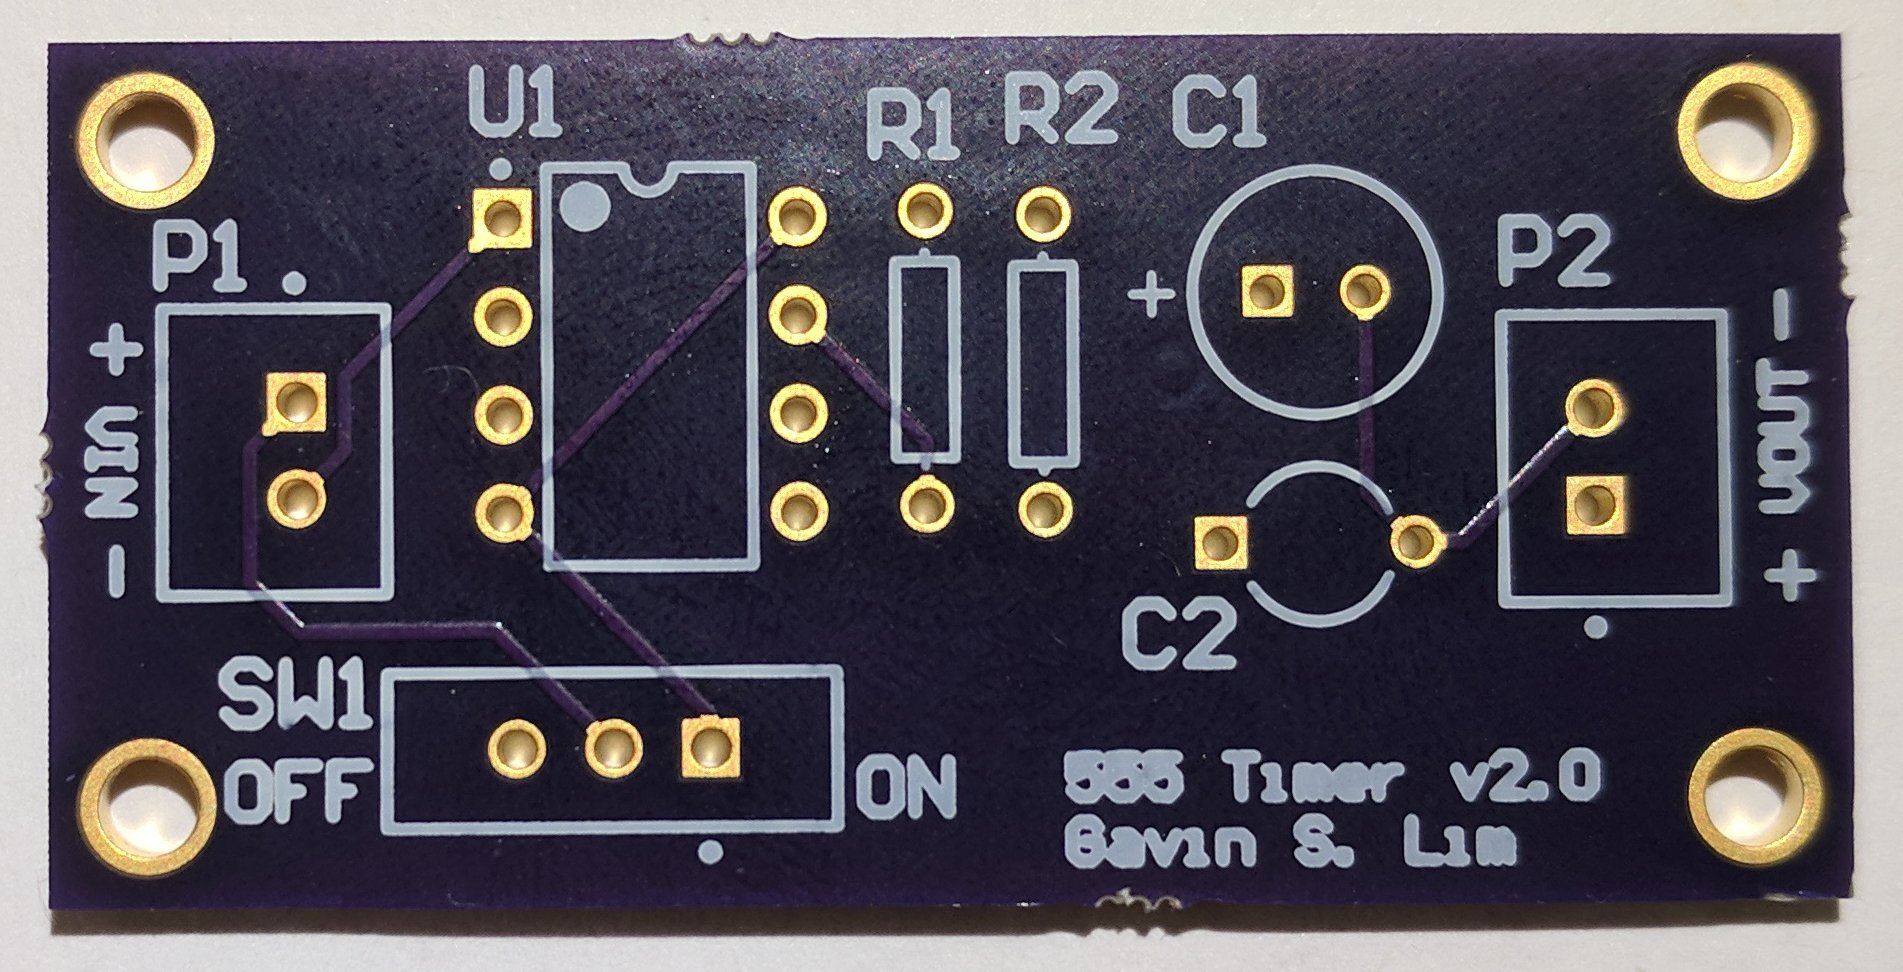 U1
R1
R2
C1
P1
+ VIN -
+
P2
- VOUT +
C2
SW1
OFF
ON
555 Timer v2.0
Gavin S. Lim